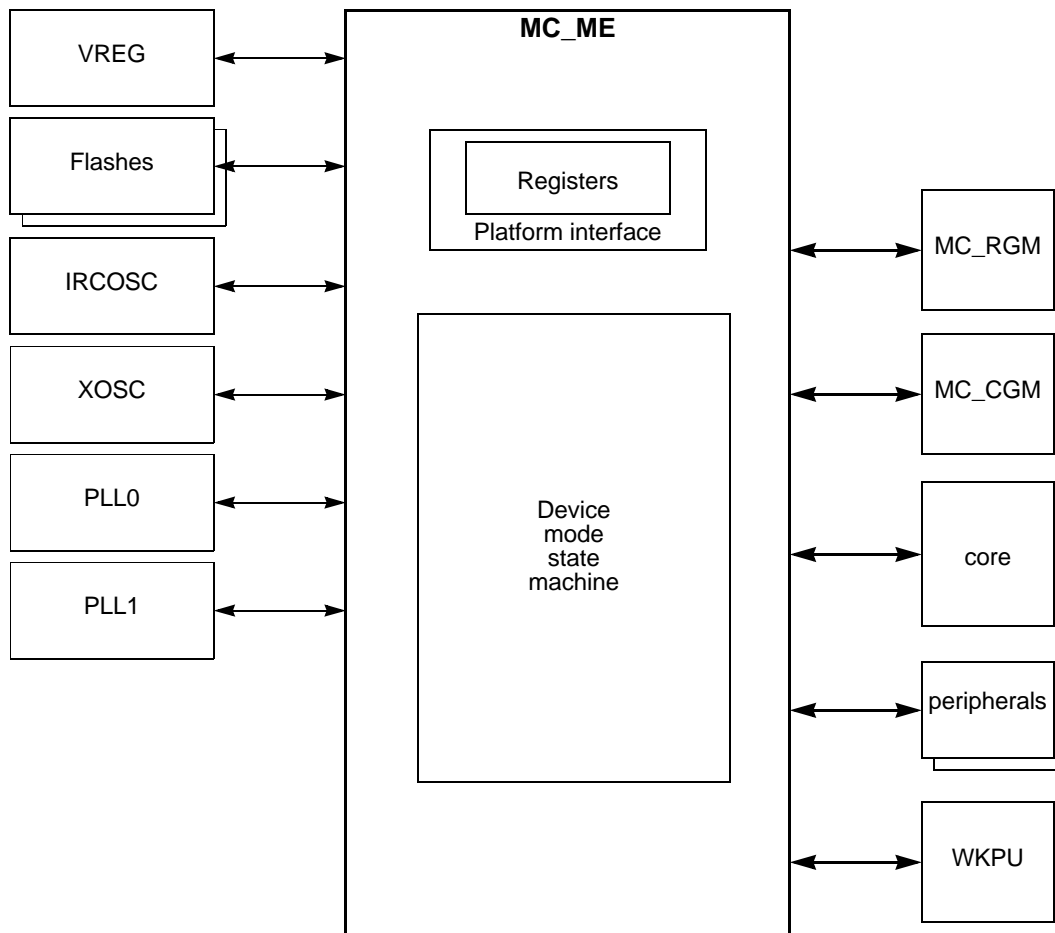 MC_ME
VREG
Flashes
IRCOSC
XOSC
PLL0
PLL1
Registers
Platform interface
Device
mode
state
machine
MC_RGM
MC_CGM
core
peripherals
WKPU